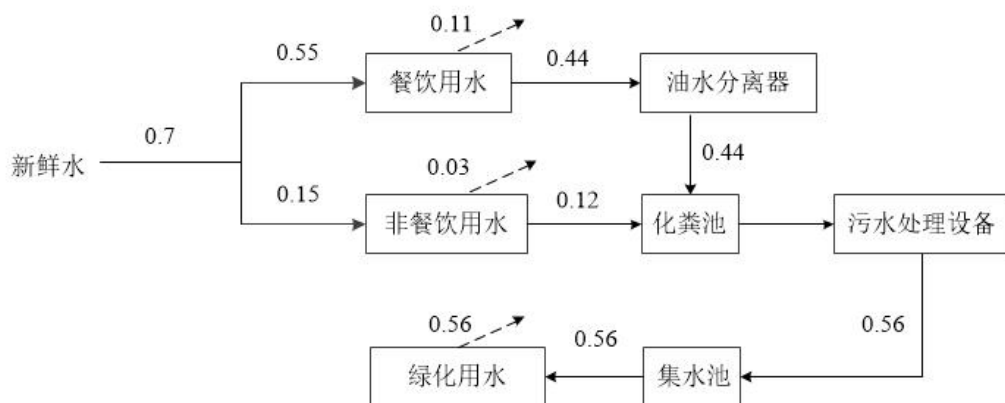 0.11
0.55
餐饮用水
0.44
油水分离器
0.7
新鲜水
0.44
0.03
0.15
非餐饮用水
0.12
化粪池
污水处理设备
0.56
0.56
0.56
绿化用水
集水池